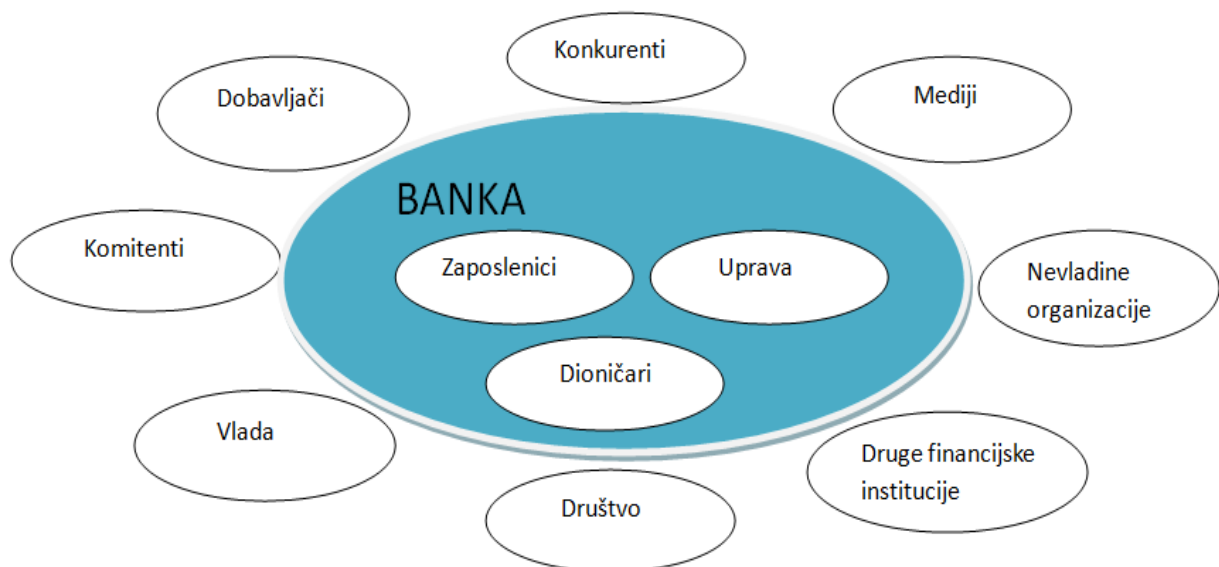 Konkurenti
Dobavljači
Mediji
BANKA
Komitenti
Zaposlenici
Uprava
Nevladine
organizacije
Dioničari
Vlada
Druge financijske
institucije
Društvo